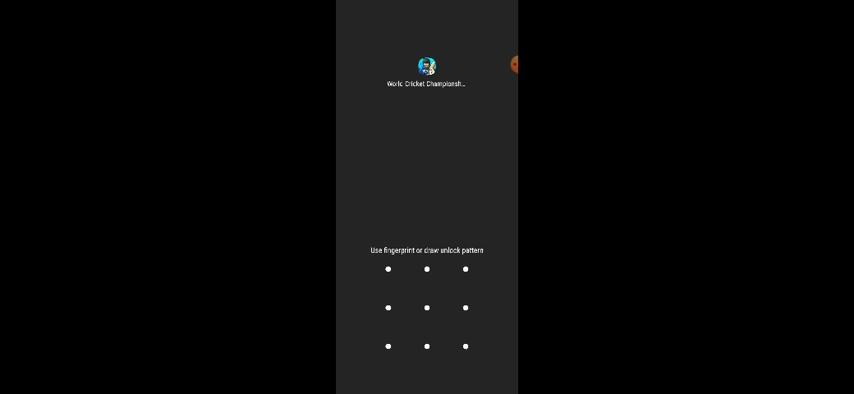 World Cricket Championsh...
Use fingerprint or draw unlock pattern